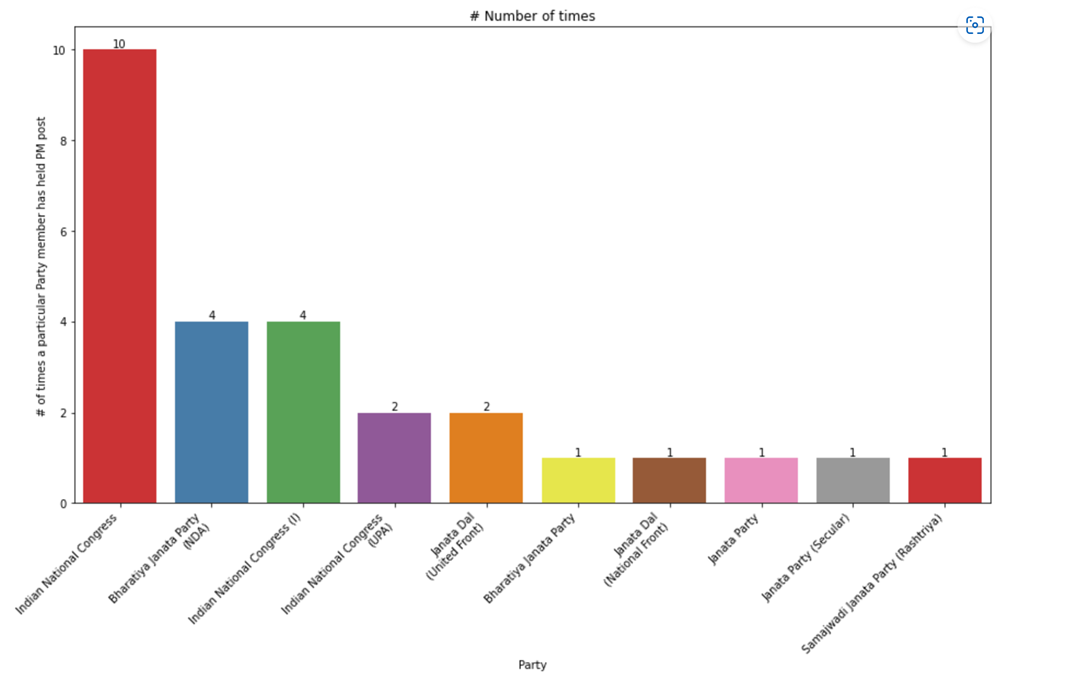 # Number of times
# of times a particular Party member has held PM post
10
8
6
4
2
0
10
4
4
2
2
1
1
1
1
1
Indian National Congress
Bharatiya Janata Party
(NDA)
Indian National Congress (I)
Indian National Congress
(UPA)
Janata Dal
(United Front)
Bharatiya Janata Party
Janata Dal
(National Front)
Janata Party
Janata Party (Secular)
Samajwadi Janata Party (Rashtriya)
Party